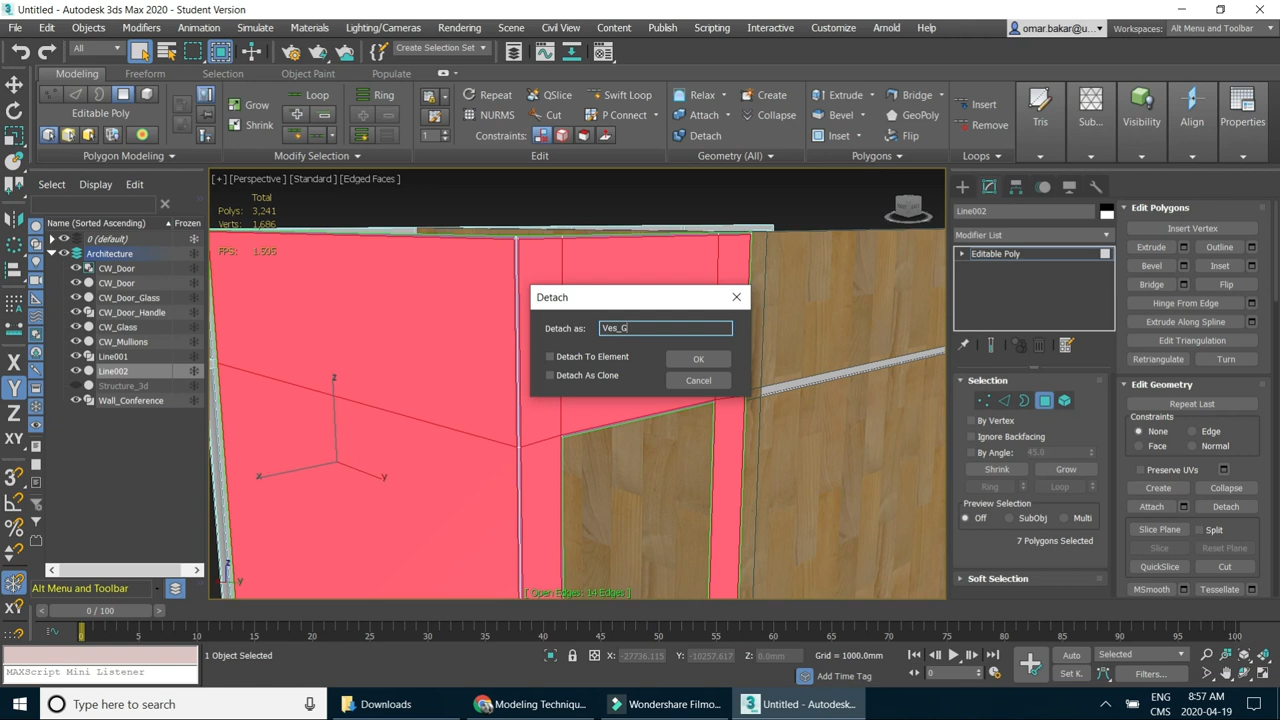 Untitled - Autodesk 3ds Max 2020 - Student Version
File Edit Objects Modifiers Animation Simulate Lighting/Cameras Rendering Scene Civil View Content Publish Scripting Interactive Customize Arnold Help omar.bakar@u... Workspaces: Alt Menu and Toolbar
All Create Selection Set
Modeling Freeform Selection Object Paint Populate
Editable Poly
Grow Shrink
Loop Ring
1
Repeat QSlice Swift Loop
NURMS Cut P Connect
Constraints:
Relax Create
Attach Collapse
Detach
Extrude Bridge
Bevel GeoPoly
Inset Flip
Insert
Remove
Tris Sub... Visibility Align Properties
Polygon Modeling Modify Selection Edit Geometry (All) Polygons Loops
Select Display Edit
Name (Sorted Ascending) Frozen
0 (default)
Architecture
CW_Door
CW_Door
CW_Door_Glass
CW_Door_Handle
CW_Glass
CW_Mullions
Line001
Line002
Structure_3d
Wall_Conference
Alt Menu and Toolbar
[+] [Perspective] [Standard] [Edged Faces]
Total
Polys: 3,241
Verts: 1,686
FPS: 1.505
z
x
y
z
y
[ Open Edges: 14 Edges]
Detach
Detach as: Ves_G
Detach To Element OK
Detach As Clone Cancel
Line002
Modifier List
Editable Poly
Selection
By Vertex
Ignore Backfacing
By Angle: 45.0
Shrink Grow
Ring Loop
Preview Selection
Off SubObj Multi
7 Polygons Selected
Soft Selection
Edit Polygons
Insert Vertex
Extrude Outline
Bevel Inset
Bridge Flip
Hinge From Edge
Extrude Along Spline
Edit Triangulation
Retriangulate Turn
Edit Geometry
Repeat Last
Constraints
None Edge
Face Normal
Preserve UVs
Create Collapse
Attach Detach
Slice Plane Split
Slice Reset Plane
QuickSlice Cut
MSmooth Tessellate
X
Y
Z
XY
0 / 100
0 5 10 15 20 25 30 35 40 45 50 55 60 65 70 75 80 85 90 95 100
MAXScript Mini Listener
1 Object Selected
X: -27736.115 Y: -10257.617 Z: 0.0mm Grid = 1000.0mm
Add Time Tag
0
Auto Selected
Set K. Filters...
Type here to search
Downloads Modeling Techniqu... Wondershare Filmo... Untitled - Autodesk...
ENG
CMS
8:57 AM
2020-04-19